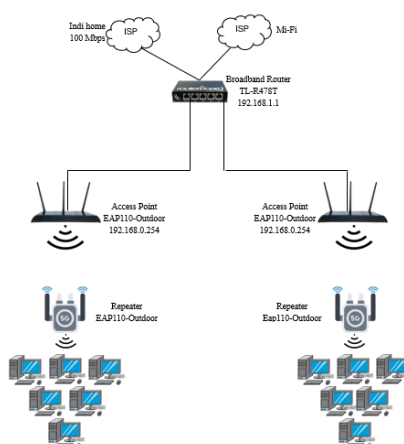 Indi home
100 Mbps
ISP
ISP
Mi-Fi
Broadband Router
TL-R478T
192.168.1.1
Access Point
EAP110-Outdoor
192.168.0.254
Access Point
EAP110-Outdoor
192.168.0.254
5G
Repeater
EAP110-Outdoor
Repeater
Eap110-Outdoor
5G